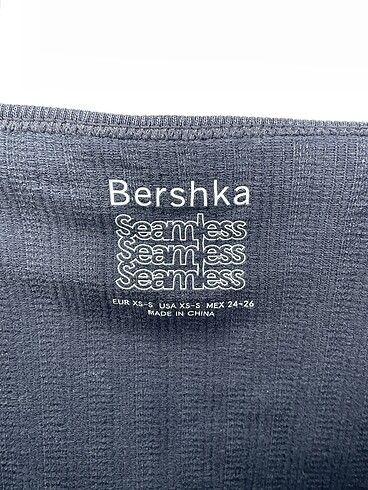 Bershka
Seamless
Seamless
Seamless
EUR XS-S USA XS-S MEX 24-26
MADE IN CHINA